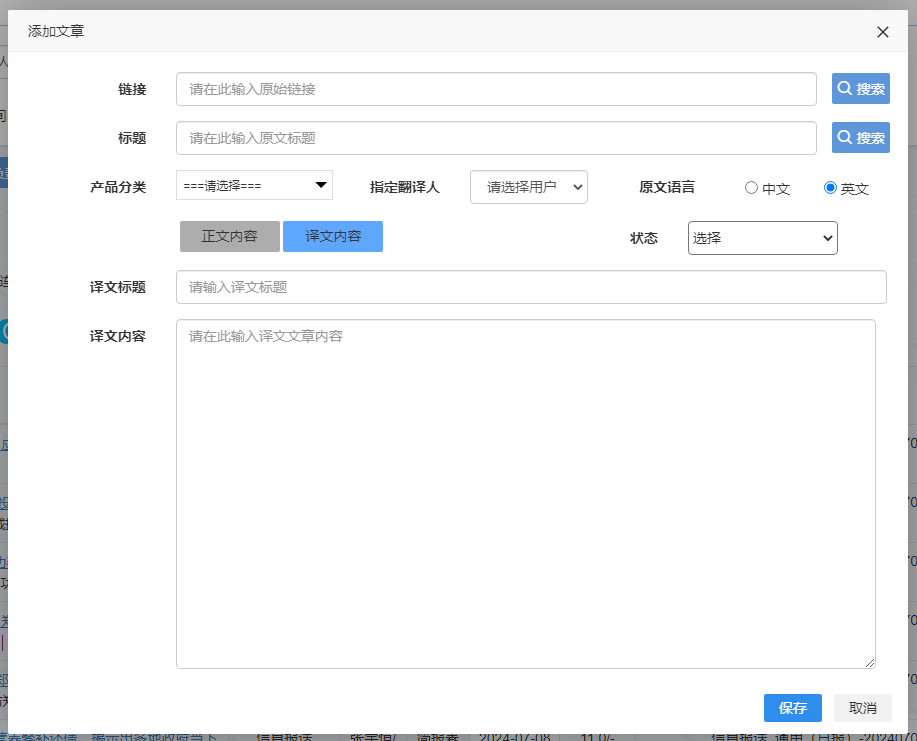 添加文章
链接 请在此输入原始链接 搜索
标题 请在此输入原文标题 搜索
产品分类 ===请选择=== 指定翻译人 请选择用户 原文语言 中文 英文
正文内容 译文内容 状态 选择
译文标题 请输入译文标题
译文内容 请在此输入译文文章内容
保存 取消